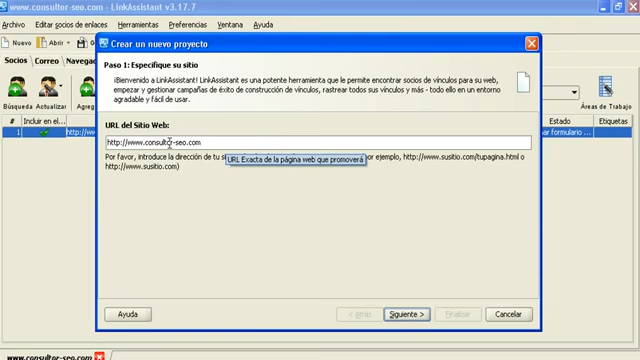 www.consultor-seo.com - LinkAssistant v3.17.7
Archivo Editar socios de enlaces Herramientas Preferencias Ventana Ayuda
Nuevo Abrir
Socios Correo
Búsqueda Actualizar Áreas de Trabajo
# Incluir en el... Estado Etiquetas
1
Crear un nuevo proyecto
Paso 1: Especifique su sitio
¡Bienvenido a LinkAssistant! LinkAssistant es una potente herramienta que le permite encontrar socios de vínculos para su web,
empezar y gestionar campañas de éxito de construcción de vínculos, rastrear todos sus vínculos y más - todo ello en un entorno
agradable y fácil de usar.
URL del Sitio Web:
http://www.consultor-seo.com
Por favor, introduce la dirección de tu ejemplo, http://www.susitio.com/tupagina.html o
http://www.susitio.com)
URL Exacta de la página web que promoverá
Ayuda < Atrás Siguiente > Finalizar Cancelar
www.consultor-seo.com